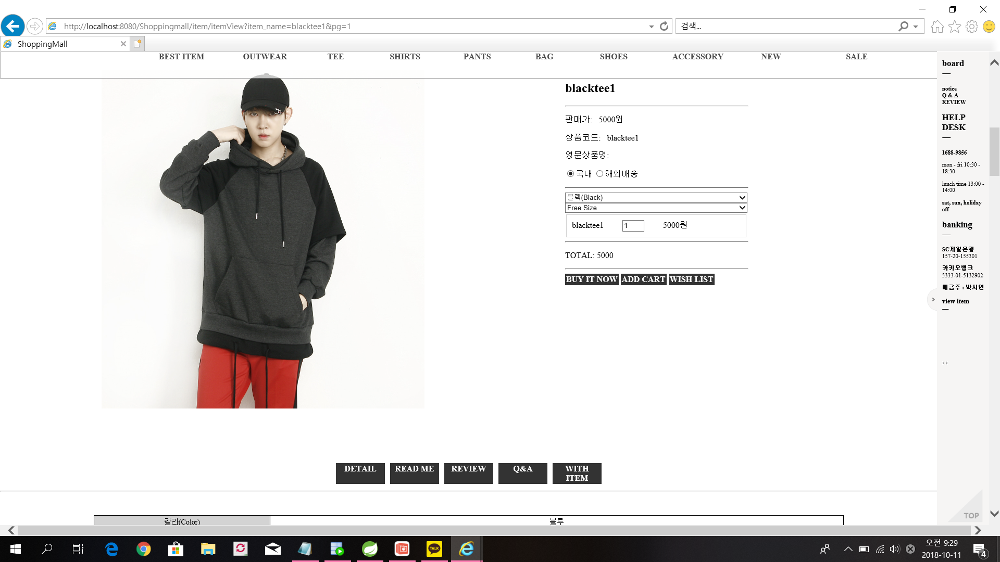 http://localhost:8080/Shoppingmall/item/itemView?item_name=blacktee1&pg=1
검색...
ShoppingMall
BEST ITEM OUTWEAR TEE SHIRTS PANTS BAG SHOES ACCESSORY NEW SALE
blacktee1
판매가: 5000원
상품코드: blacktee1
영문상품명:
국내 해외배송
블랙(Black)
Free Size
blacktee1 1 5000원
TOTAL: 5000
BUY IT NOW ADD CART WISH LIST
board
notice
Q & A
REVIEW
HELP
DESK
1688-9856
mon - fri 10:30 -
18:30
lunch time 13:00 -
14:00
sat, sun, holiday
off
banking
SC제일은행
157-20-155301
카카오뱅크
3333-01-5132902
예금주 : 박시연
view item
DETAIL READ ME REVIEW Q&A WITH
ITEM
칼라(Color) 블루
TOP
TALK
오전 9:29
2018-10-11
4